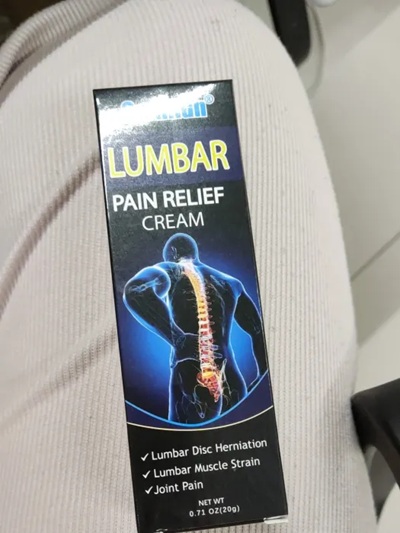 LUMBAR
PAIN RELIEF
CREAM
✓Lumbar Disc Herniation
✓Lumbar Muscle Strain
✓Joint Pain
NET WT
0.71 OZ(20g)